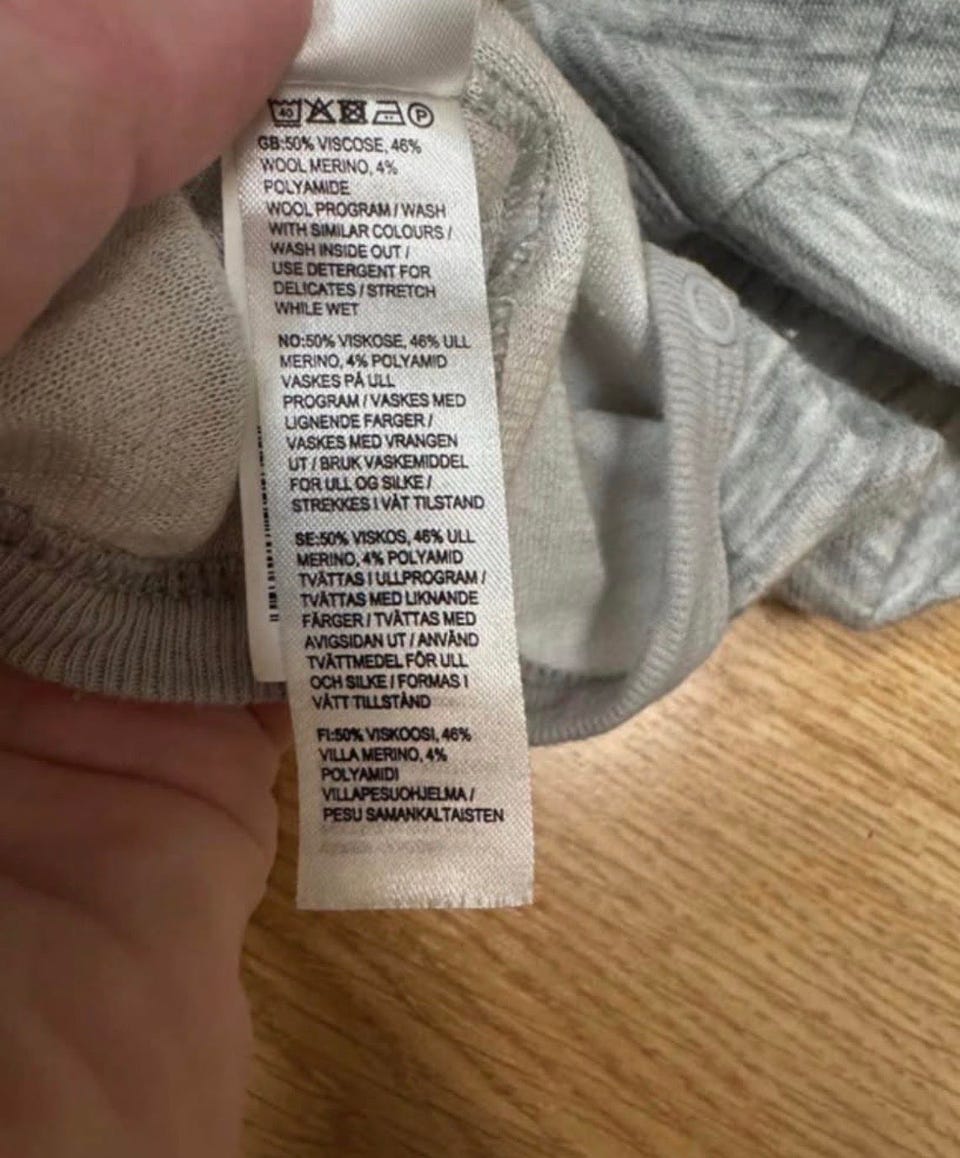 40 P
GB:50% VISCOSE, 46%
WOOL MERINO, 4%
POLYAMIDE
WOOL PROGRAM / WASH
WITH SIMILAR COLOURS /
WASH INSIDE OUT /
USE DETERGENT FOR
DELICATES / STRETCH
WHILE WET
NO:50% VISKOSE, 46% ULL
MERINO, 4% POLYAMID
VASKES PÅ ULL
PROGRAM / VASKES MED
LIGNENDE FARGER /
VASKES MED VRANGEN
UT / BRUK VASKEMIDDEL
FOR ULL OG SILKE /
STREKKES I VÅT TILSTAND
SE:50% VISKOS, 46% ULL
MERINO, 4% POLYAMID
TVÄTTAS I ULLPROGRAM /
TVÄTTAS MED LIKNANDE
FÄRGER / TVÄTTAS MED
AVIGSIDAN UT / ANVÄND
TVÄTTMEDEL FÖR ULL
OCH SILKE / FORMAS I
VÅTT TILLSTÅND
FI:50% VISKOOSI, 46%
VILLA MERINO, 4%
POLYAMIDI
VILLAPESUOHJELMA /
PESU SAMANKALTAISTEN